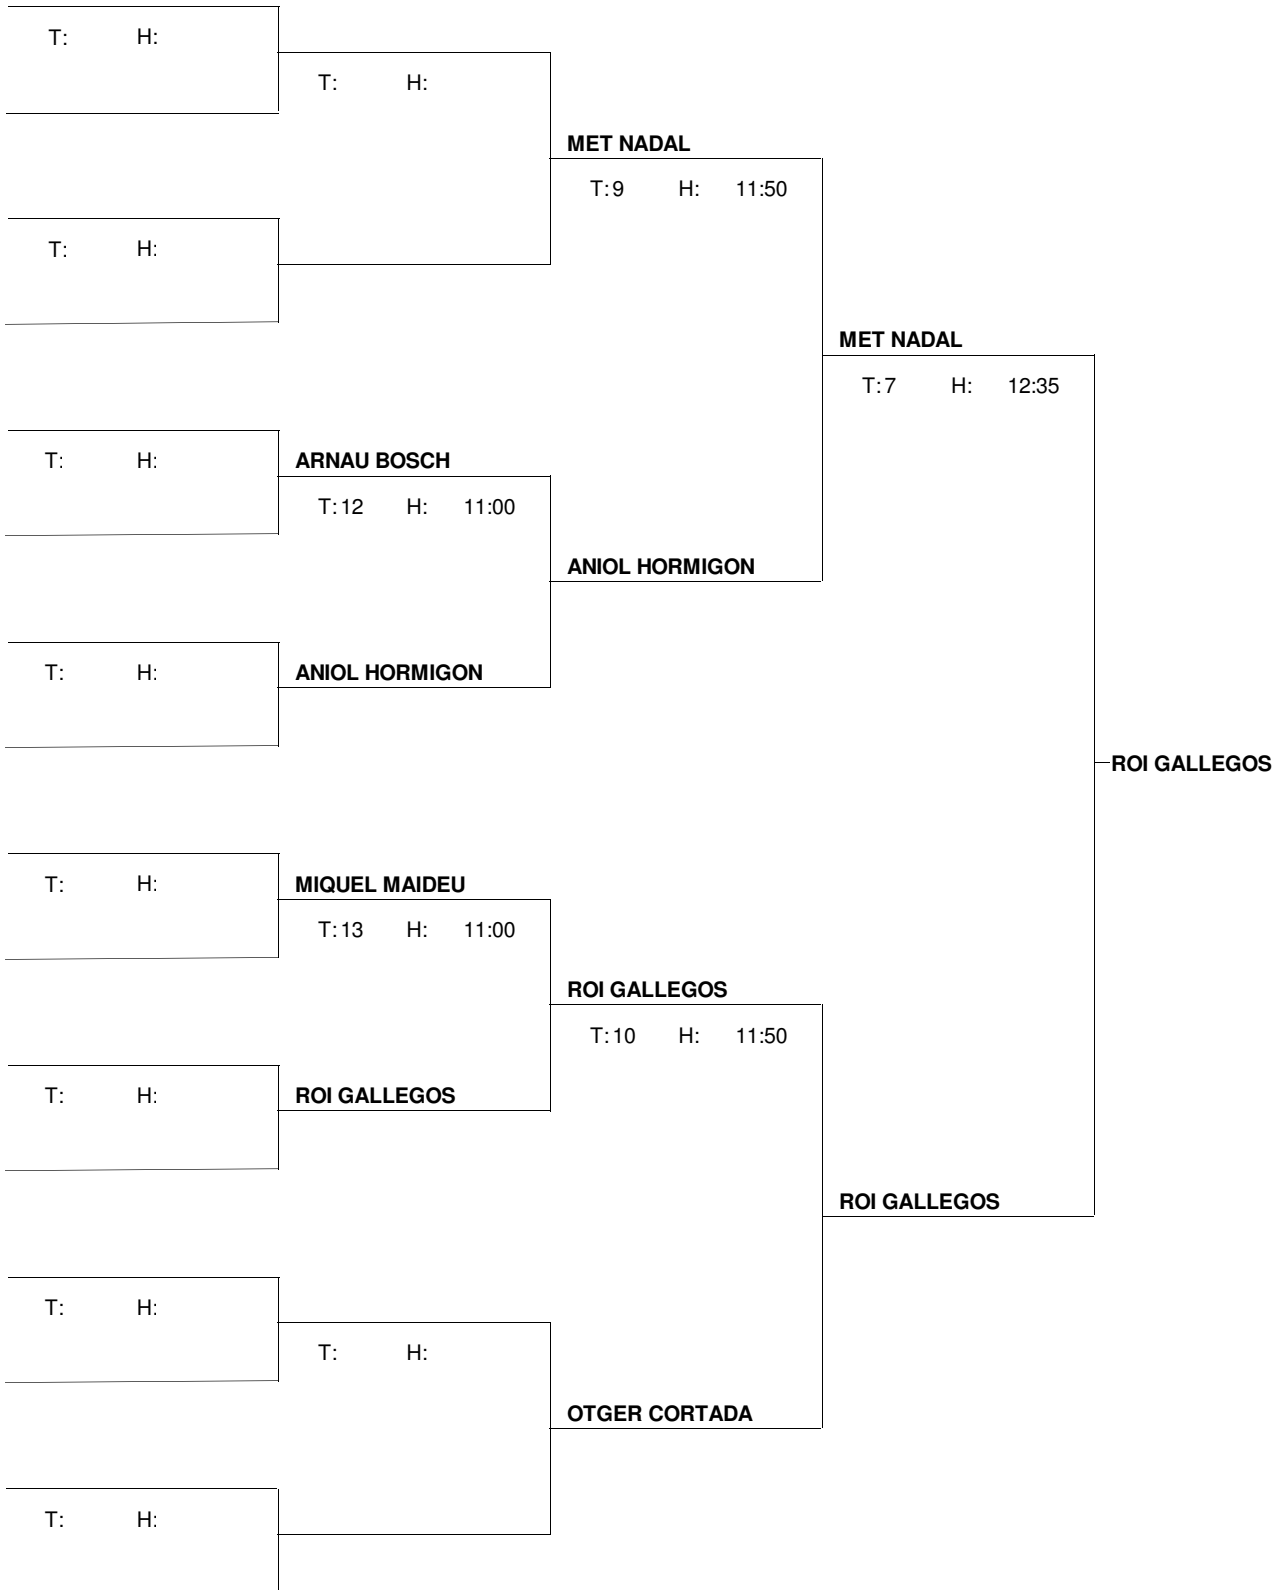 T: H:
T: H:
MET NADAL
T: 9 H: 11:50
T: H:
MET NADAL
T: 7 H: 12:35
T: H: ARNAU BOSCH
T: 12 H: 11:00
ANIOL HORMIGON
T: H: ANIOL HORMIGON
ROI GALLEGOS
T: H: MIQUEL MAIDEU
T: 13 H: 11:00
ROI GALLEGOS
T: 10 H: 11:50
T: H: ROI GALLEGOS
ROI GALLEGOS
T: H:
T: H:
OTGER CORTADA
T: H: